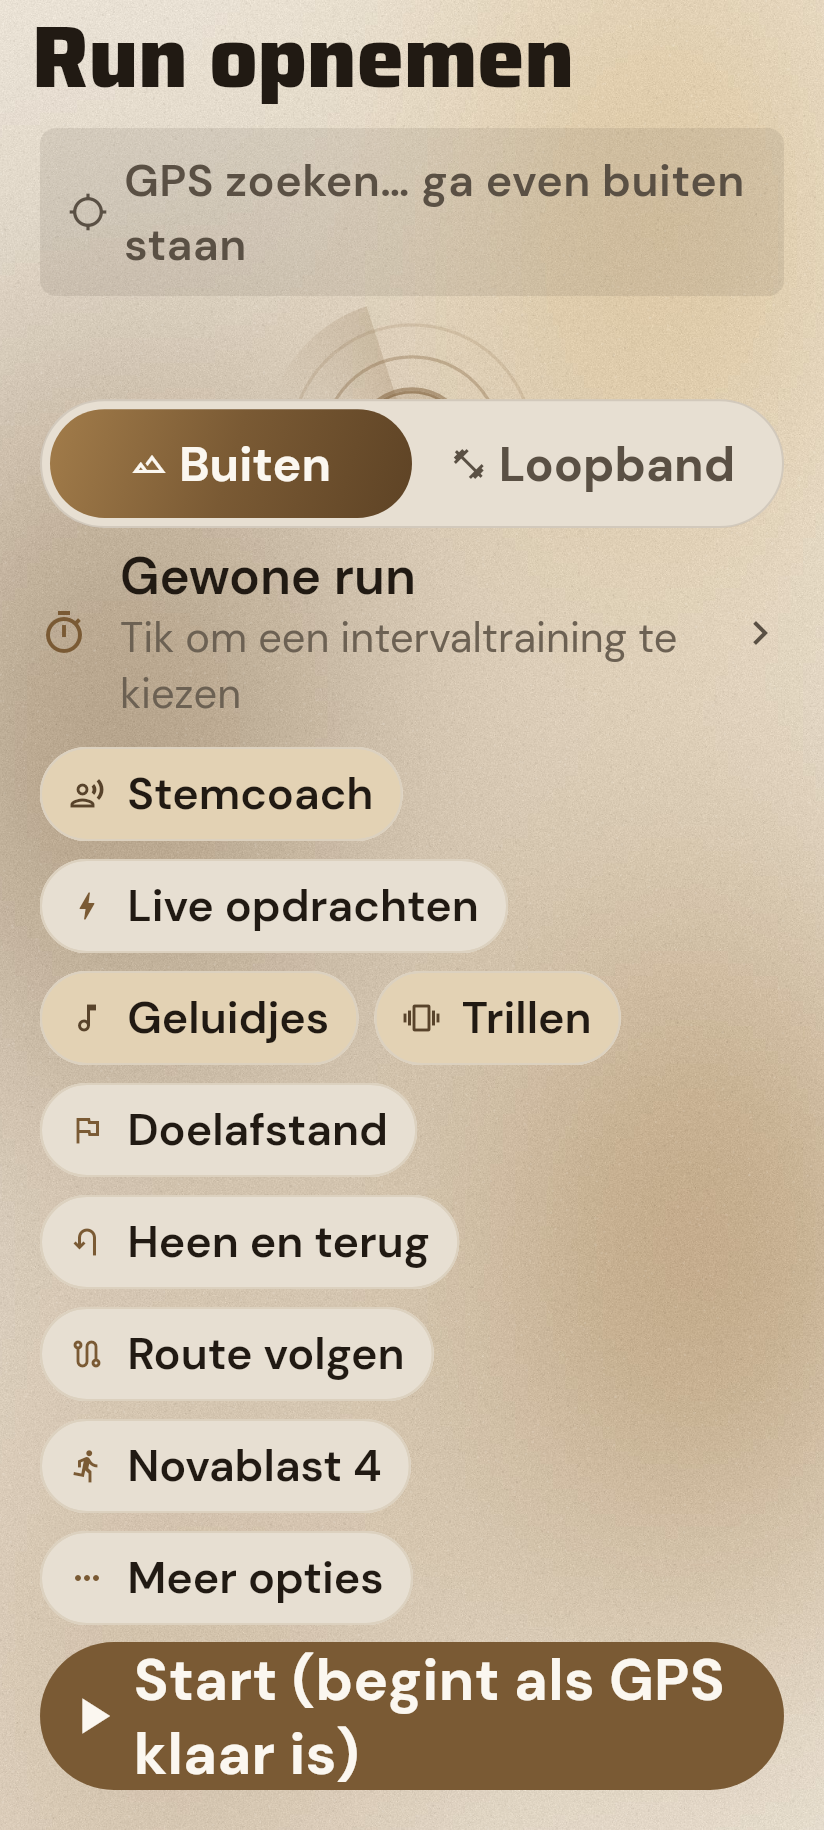 Run opnemen
GPS zoeken... ga even buiten
staan
Buiten
Loopband
Gewone run
Tik om een intervaltraining te
kiezen
Stemcoach
Live opdrachten
Geluidjes
Trillen
Doelafstand
Heen en terug
Route volgen
Novablast 4
Meer opties
Start (begint als GPS
klaar is)